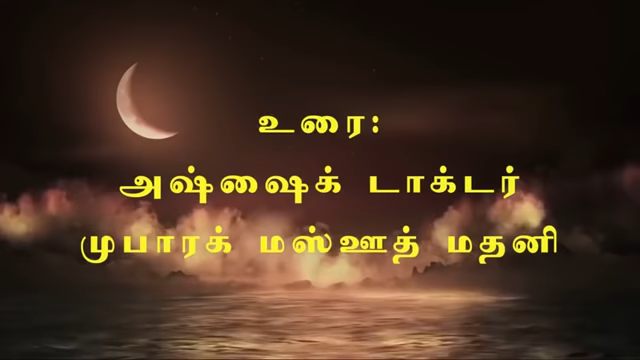 உரை:
அஷ்ஷைக் டாக்டர்
முபாரக் மஸ்ஊத் மதனி